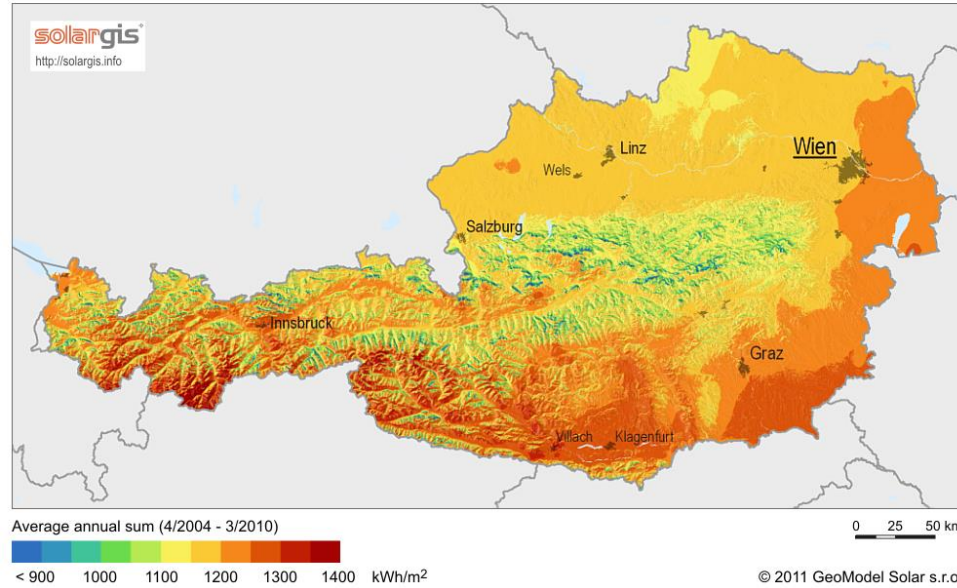 solargis
http://solargis.info
Linz
Wien
Wels
Salzburg
Innsbruck
Graz
Villach
Klagenfurt
Average annual sum (4/2004 - 3/2010)
0 25 50 km
< 900 1000 1100 1200 1300 1400 kWh/m²
© 2011 GeoModel Solar s.r.o.